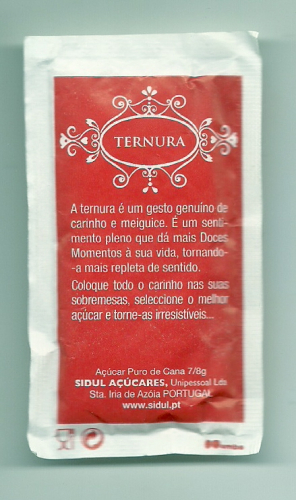 TERNURA
A ternura é um gesto genuíno de
carinho e meiguice. É um senti-
mento pleno que dá mais Doces
Momentos à sua vida, tornando-
-a mais repleta de sentido.
Coloque todo o carinho nas suas
sobremesas, seleccione o melhor
açúcar e torne-as irresistíveis...
Açúcar Puro de Cana 7/8g
SIDUL AÇÚCARES, Unipessoal Lda
Sta. Iria de Azóia PORTUGAL
www.sidul.pt